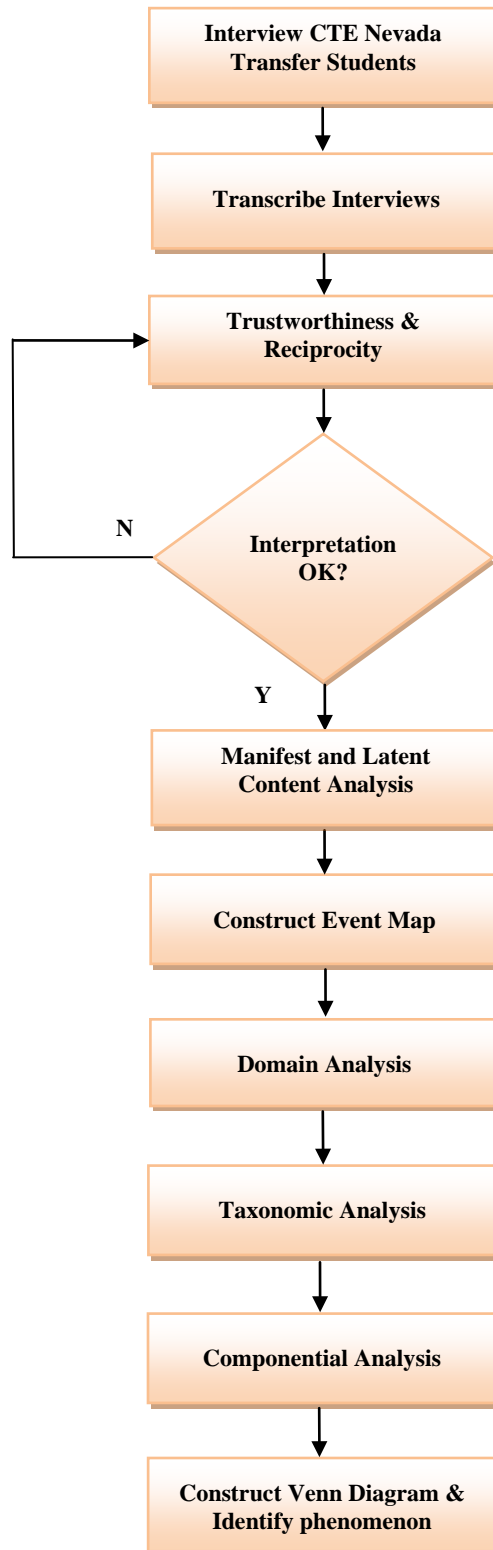 Interview CTE Nevada
Transfer Students
Transcribe Interviews
Trustworthiness &
Reciprocity
N
Interpretation
OK?
Y
Manifest and Latent
Content Analysis
Construct Event Map
Domain Analysis
Taxonomic Analysis
Componential Analysis
Construct Venn Diagram &
Identify phenomenon